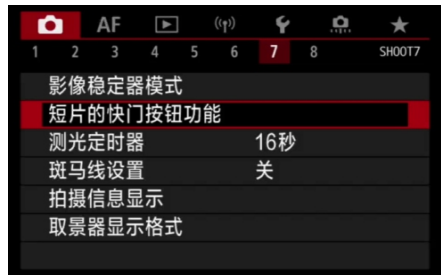 AF
1 2 3 4 5 6 7 8 SHOOT7
影像稳定器模式
短片的快门按钮功能
测光定时器 16秒
斑马线设置 关
拍摄信息显示
取景器显示格式